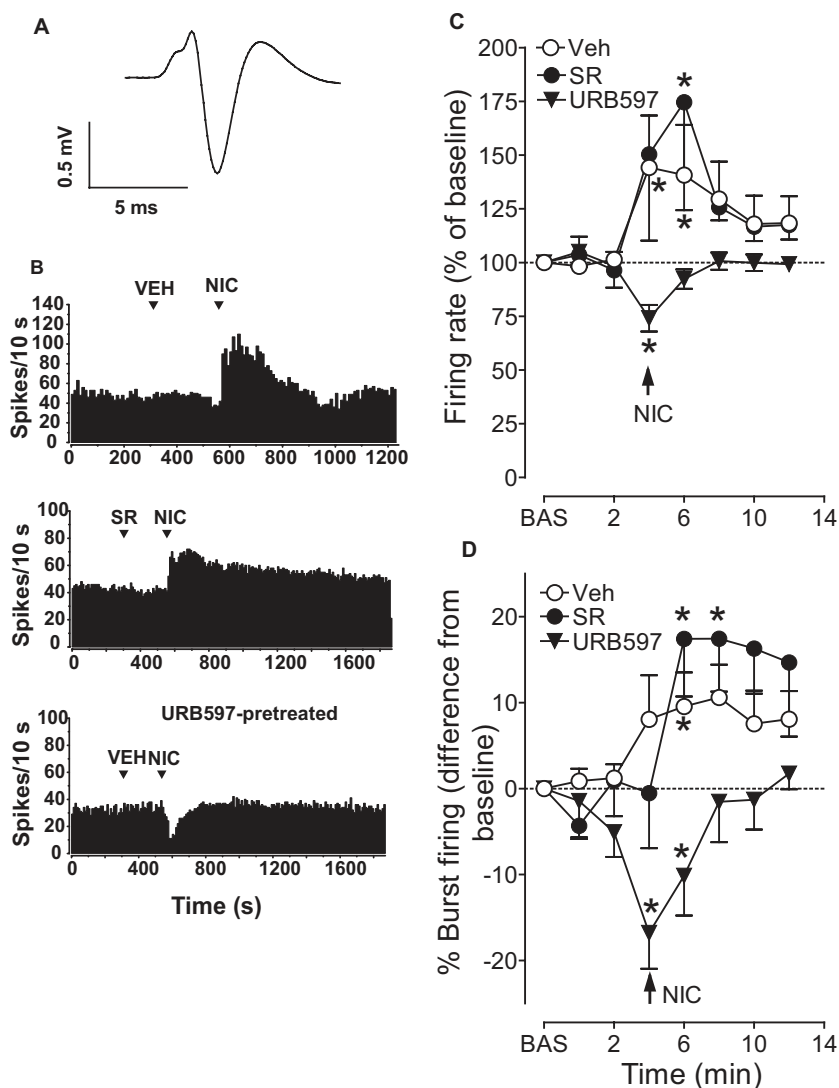 A
0.5 mV
5 ms
B
VEH NIC
Spikes/10 s
140
120
100
80
60
40
20
0
0 200 400 600 800 1000 1200
SR NIC
Spikes/10 s
100
80
60
40
20
0
0 400 800 1200 1600
URB597-pretreated
VEH NIC
Spikes/10 s
100
80
60
40
20
0
0 400 800 1200 1600
Time (s)
C
Veh
SR
URB597
Firing rate (% of baseline)
200
175
150
125
100
75
50
25
0
* * * *
NIC
BAS 2 6 10 14
D
Veh
SR
URB597
% Burst firing (difference from
baseline)
20
10
0
-10
-20
* * * * *
NIC
BAS 2 6 10 14
Time (min)